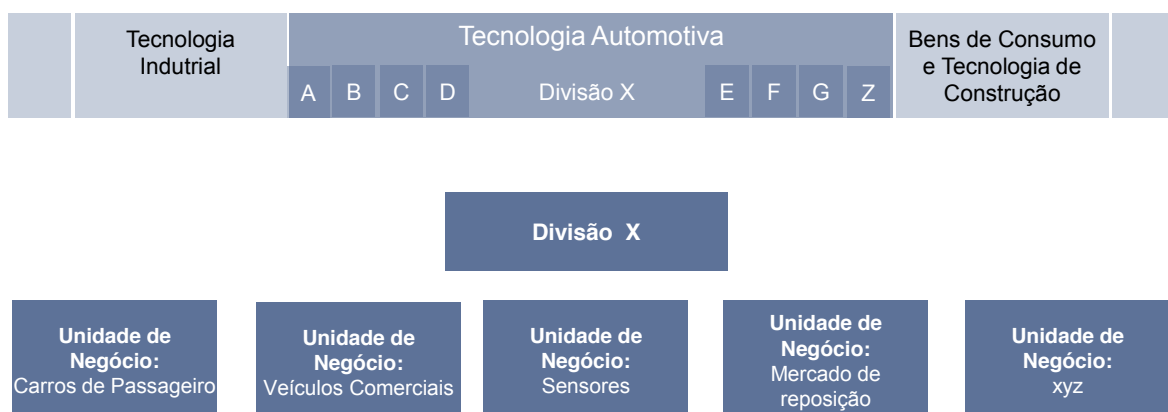 Tecnologia
Indutrial
Tecnologia Automotiva
A B C D Divisão X E F G Z
Bens de Consumo
e Tecnologia de
Construção
Divisão X
Unidade de
Negócio:
Carros de Passageiro
Unidade de
Negócio:
Veículos Comerciais
Unidade de
Negócio:
Sensores
Unidade de
Negócio:
Mercado de
reposição
Unidade de
Negócio:
xyz